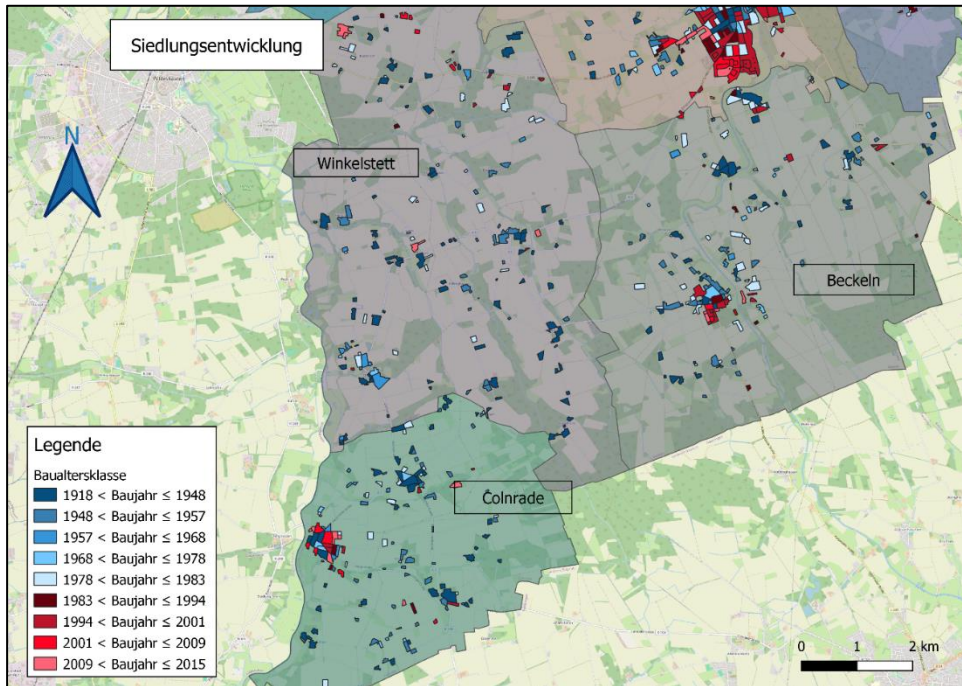 Siedlungsentwicklung
N
Winkelstett
Beckeln
Colnrade
Legende
Baualtersklasse
1918 < Baujahr ≤ 1948
1948 < Baujahr ≤ 1957
1957 < Baujahr ≤ 1968
1968 < Baujahr ≤ 1978
1978 < Baujahr ≤ 1983
1983 < Baujahr ≤ 1994
1994 < Baujahr ≤ 2001
2001 < Baujahr ≤ 2009
2009 < Baujahr ≤ 2015
0 1 2 km